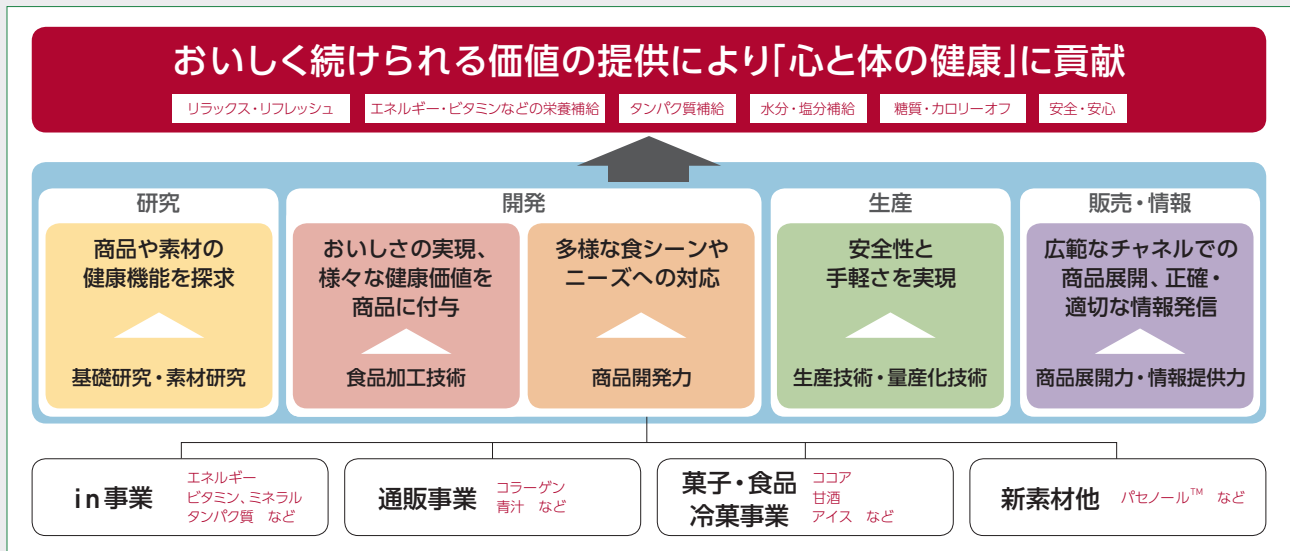 おいしく続けられる価値の提供により「心と体の健康」に貢献
リラックス・リフレッシュ
エネルギー・ビタミンなどの栄養補給
タンパク質補給
水分・塩分補給
糖質・カロリーオフ
安全・安心
研究
商品や素材の
健康機能を探求
基礎研究・素材研究
開発
おいしさの実現、
様々な健康価値を
商品に付与
食品加工技術
多様な食シーンや
ニーズへの対応
商品開発力
生産
安全性と
手軽さを実現
生産技術・量産化技術
販売・情報
広範なチャネルでの
商品展開、正確・
適切な情報発信
商品展開力・情報提供力
in事業
エネルギー
ビタミン、ミネラル
タンパク質 など
通販事業
コラーゲン
青汁 など
菓子・食品
冷菓事業
ココア
甘酒
アイス など
新素材他
パセノール™ など